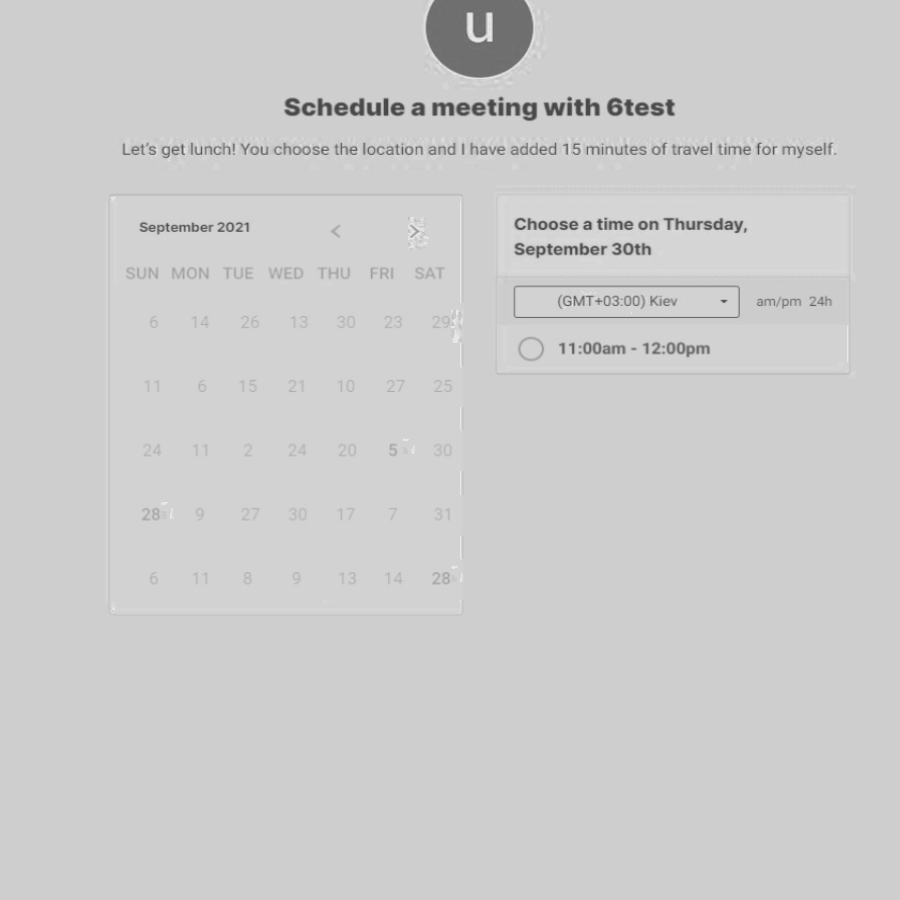 u
Schedule a meeting with 6test
Let's get lunch! You choose the location and I have added 15 minutes of travel time for myself.
September 2021 < >
SUN MON TUE WED THU FRI SAT
6 14 26 13 30 23 29
11 6 15 21 10 27 25
24 11 2 24 20 5 30
28 9 27 30 17 7 31
6 11 8 9 13 14 28
Choose a time on Thursday,
September 30th
(GMT+03:00) Kiev am/pm 24h
11:00am - 12:00pm